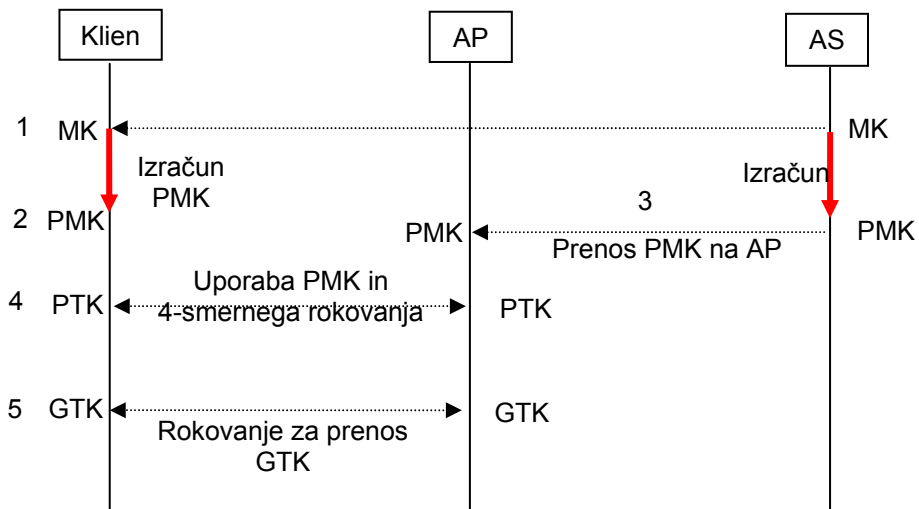 Klien
AP
AS
1
MK
MK
Izračun
PMK
Izračun
2
PMK
3
PMK
PMK
Prenos PMK na AP
Uporaba PMK in
4-smernega rokovanja
4
PTK
PTK
5
GTK
GTK
Rokovanje za prenos
GTK